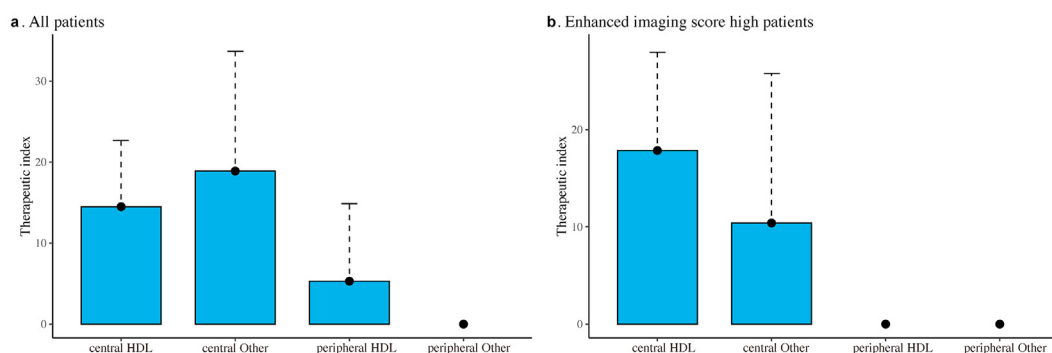 a. All patients
Therapeutic index
30
20
10
0
central HDL
central Other
peripheral HDL
peripheral Other
b. Enhanced imaging score high patients
Therapeutic index
20
10
0
central HDL
central Other
peripheral HDL
peripheral Other